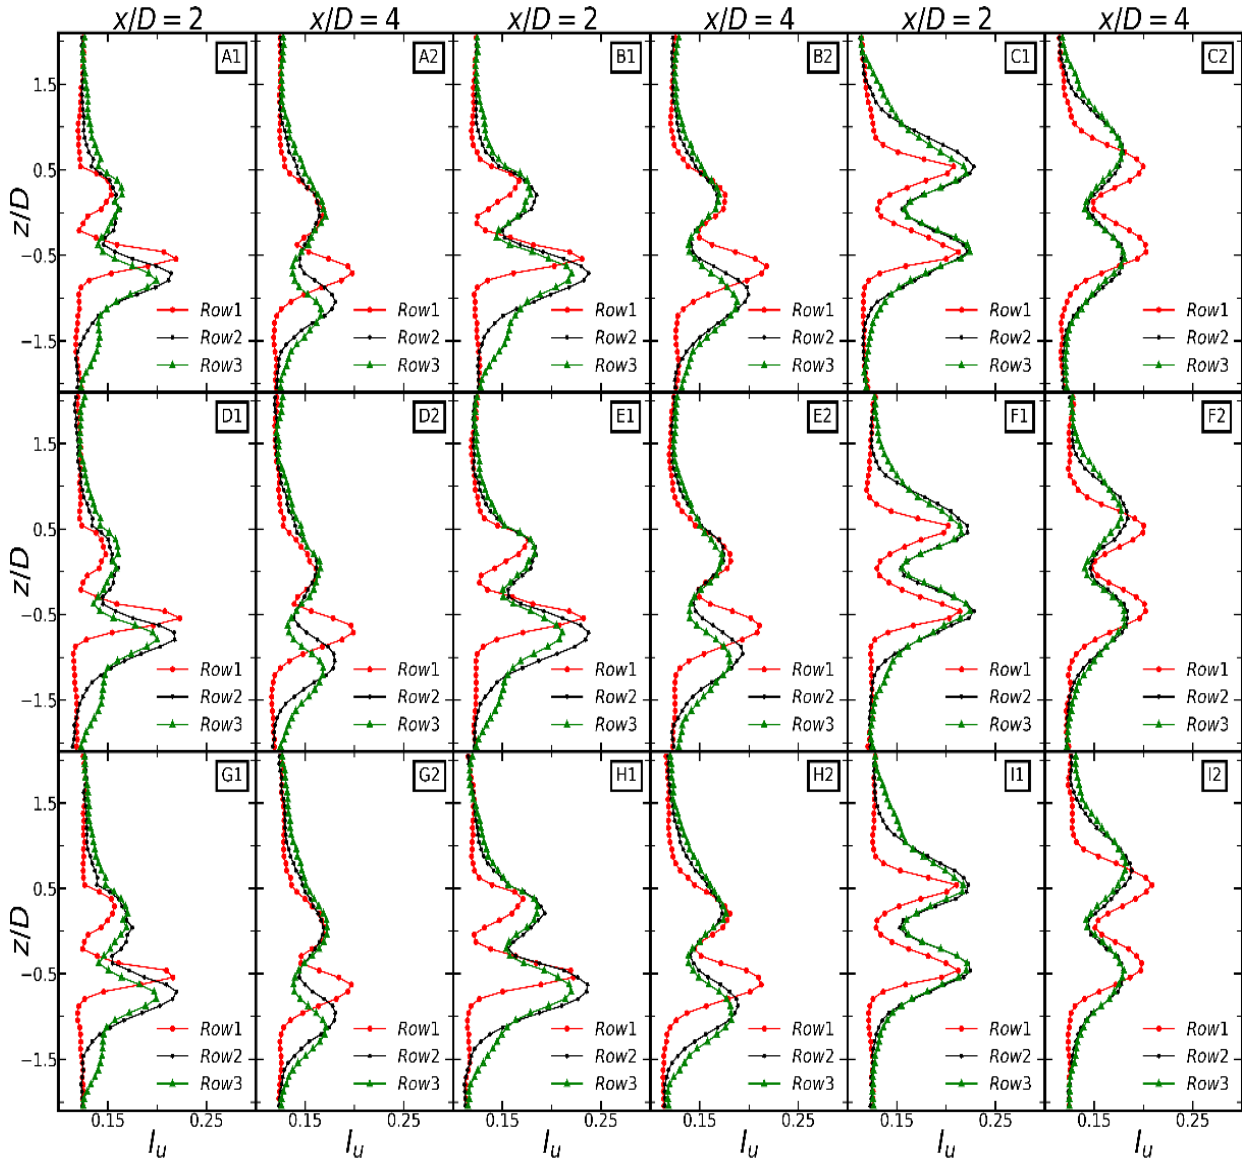 x/D = 2 x/D = 4 x/D = 2 x/D = 4 x/D = 2 x/D = 4
A1 A2 B1 B2 C1 C2
1.5
0.5
z/D
−0.5
−1.5
Row1 Row1 Row1 Row1 Row1 Row1
Row2 Row2 Row2 Row2 Row2 Row2
Row3 Row3 Row3 Row3 Row3 Row3
D1 D2 E1 E2 F1 F2
1.5
0.5
z/D
−0.5
−1.5
Row1 Row1 Row1 Row1 Row1 Row1
Row2 Row2 Row2 Row2 Row2 Row2
Row3 Row3 Row3 Row3 Row3 Row3
G1 G2 H1 H2 I1 I2
1.5
0.5
z/D
−0.5
−1.5
Row1 Row1 Row1 Row1 Row1 Row1
Row2 Row2 Row2 Row2 Row2 Row2
Row3 Row3 Row3 Row3 Row3 Row3
0.15 0.25 0.15 0.25 0.15 0.25 0.15 0.25 0.15 0.25 0.15 0.25
I_u I_u I_u I_u I_u I_u